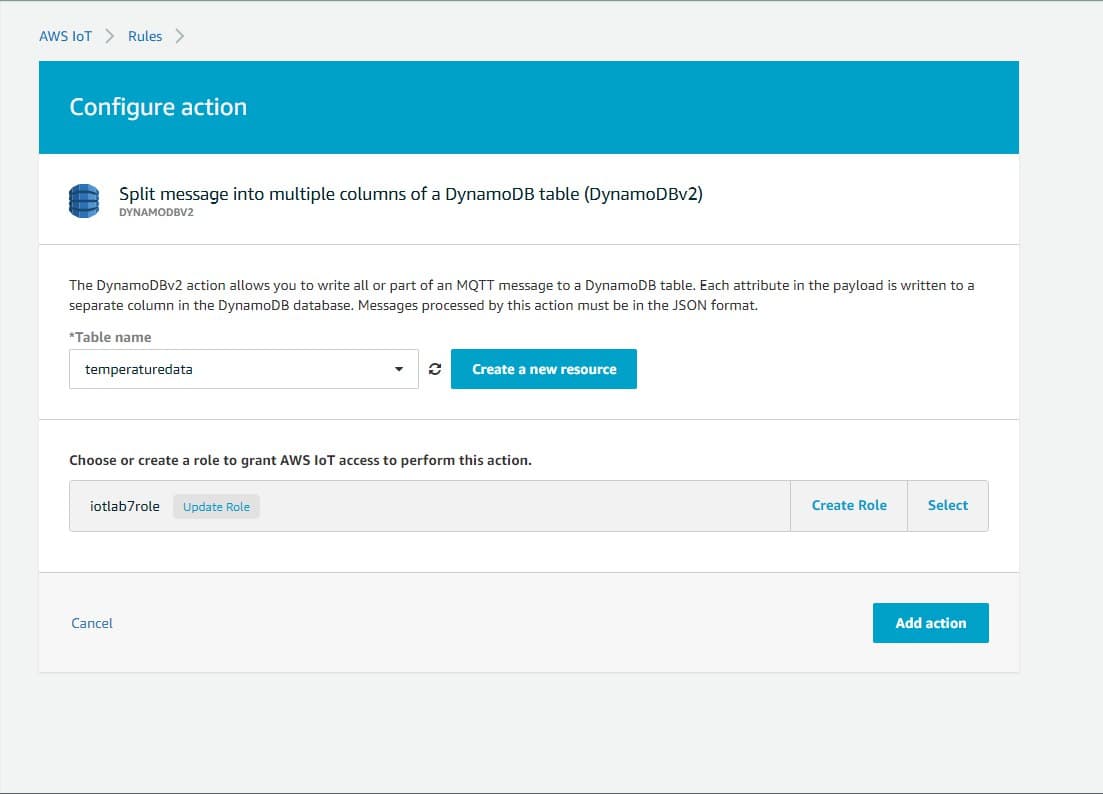 AWS IoT
Rules
Configure action
Split message into multiple columns of a DynamoDB table (DynamoDBv2)
DYNAMODBV2
The DynamoDBv2 action allows you to write all or part of an MQTT message to a DynamoDB table. Each attribute in the payload is written to a
separate column in the DynamoDB database. Messages processed by this action must be in the JSON format.
*Table name
temperaturedata
Create a new resource
Choose or create a role to grant AWS IoT access to perform this action.
iotlab7role Update Role Create Role Select
Cancel
Add action